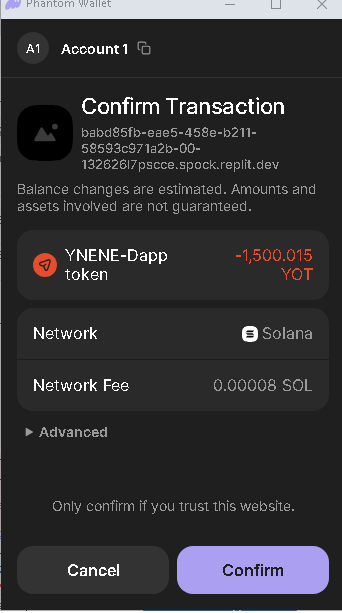 Phantom Wallet
A1 Account 1
Confirm Transaction
babd85fb-eae5-458e-b211-
58593c971a2b-00-
132626l7pscce.spock.replit.dev
Balance changes are estimated. Amounts and
assets involved are not guaranteed.
YNENE-Dapp -1,500.015
token YOT
Network Solana
Network Fee 0.00008 SOL
Advanced
Only confirm if you trust this website.
Cancel Confirm